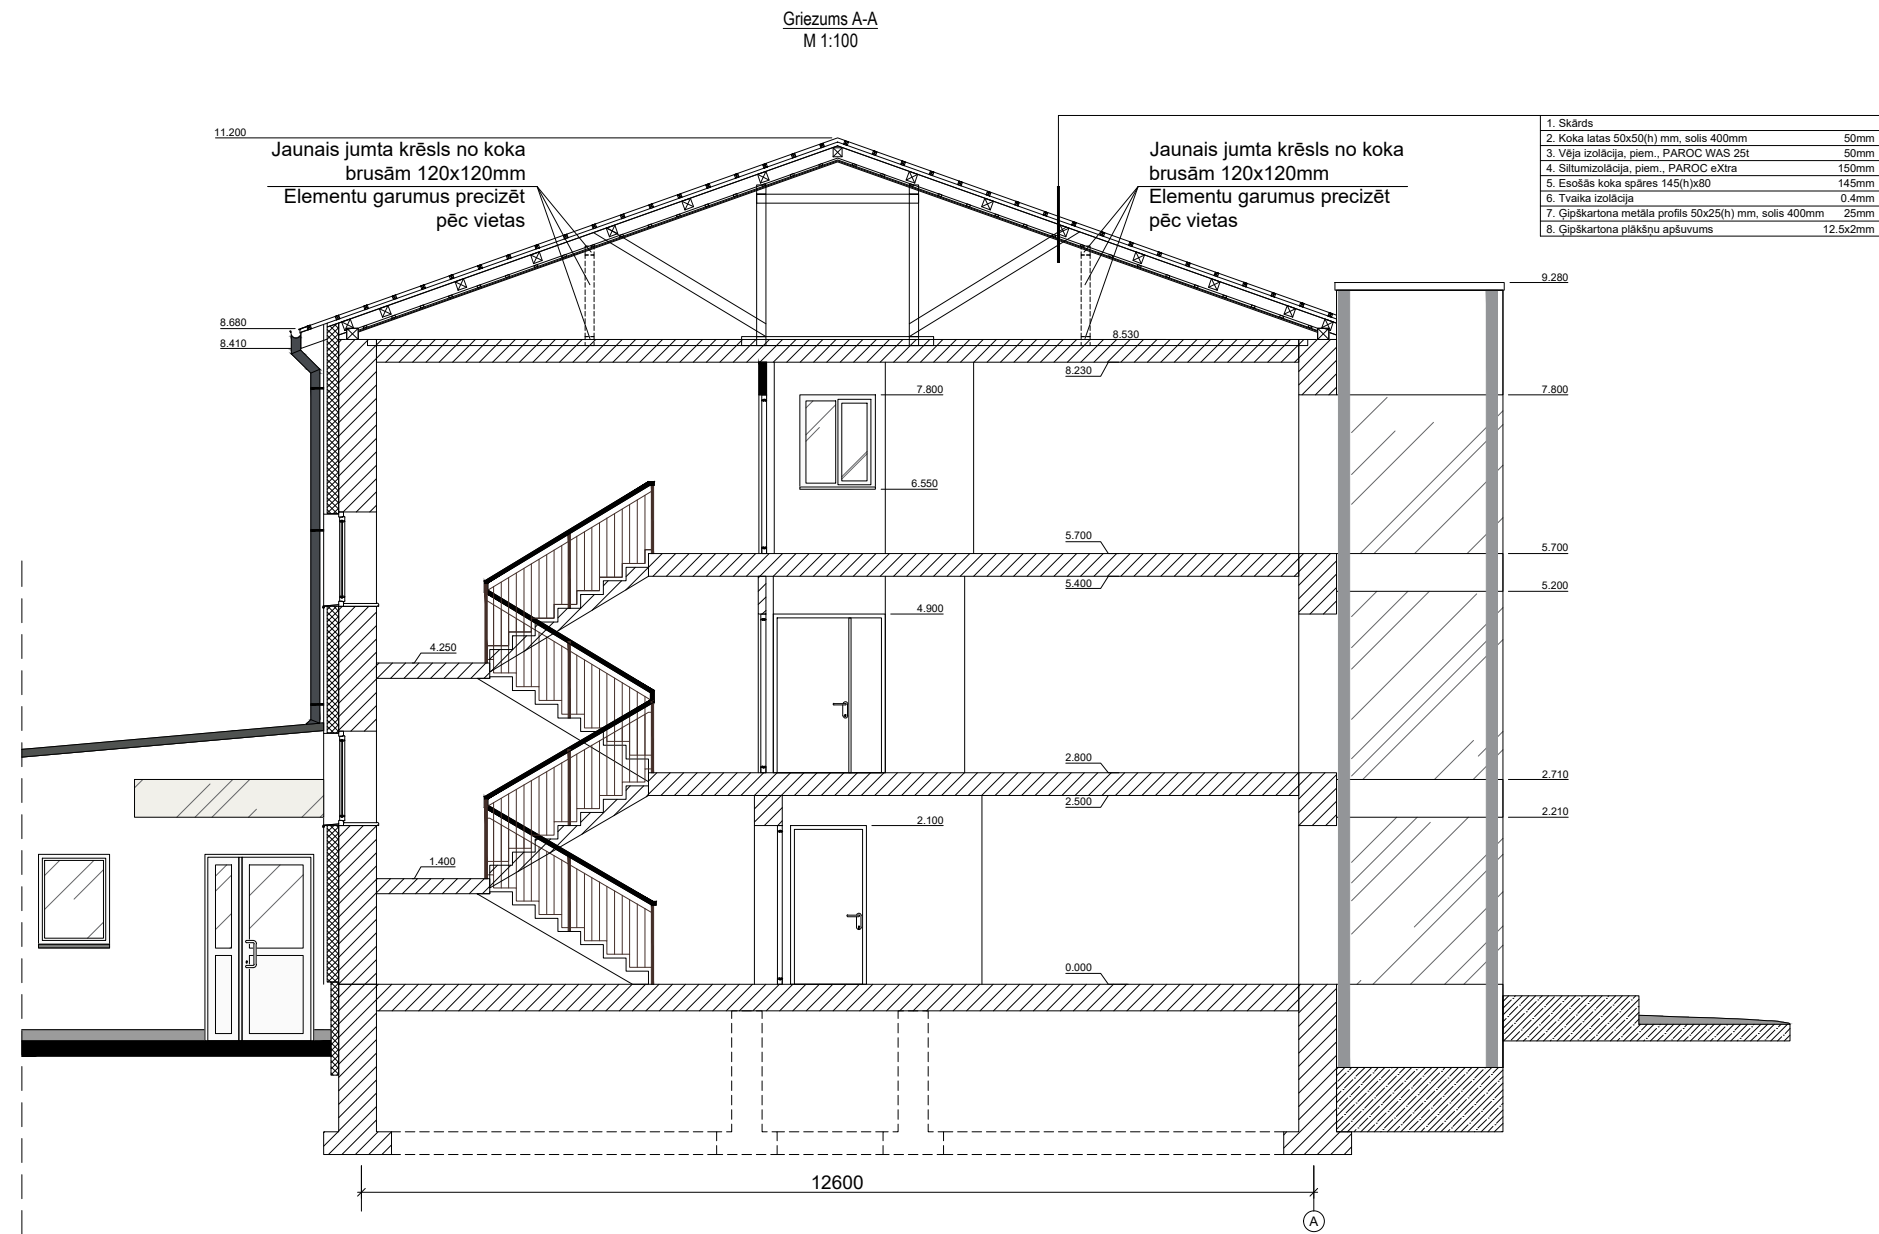 Griezums A-A
M 1:100
1. Skārds
2. Koka latas 50x50(h) mm, solis 400mm 50mm
3. Vēja izolācija, piem., PAROC WAS 25t 50mm
4. Siltumizolācija, piem., PAROC eXtra 150mm
5. Esošās koka spāres 145(h)x80 145mm
6. Tvaika izolācija 0.4mm
7. Ģipškartona metāla profils 50x25(h) mm, solis 400mm 25mm
8. Ģipškartona plākšņu apšuvums 12.5x2mm
11.200
Jaunais jumta krēsls no koka
brusām 120x120mm
Elementu garumus precizēt
pēc vietas
Jaunais jumta krēsls no koka
brusām 120x120mm
Elementu garumus precizēt
pēc vietas
9.280
8.680
8.410
8.530
8.230
7.800
7.800
6.550
5.700
5.700
5.400
5.200
4.900
4.250
2.800
2.710
2.500
2.210
2.100
1.400
0.000
12600
A